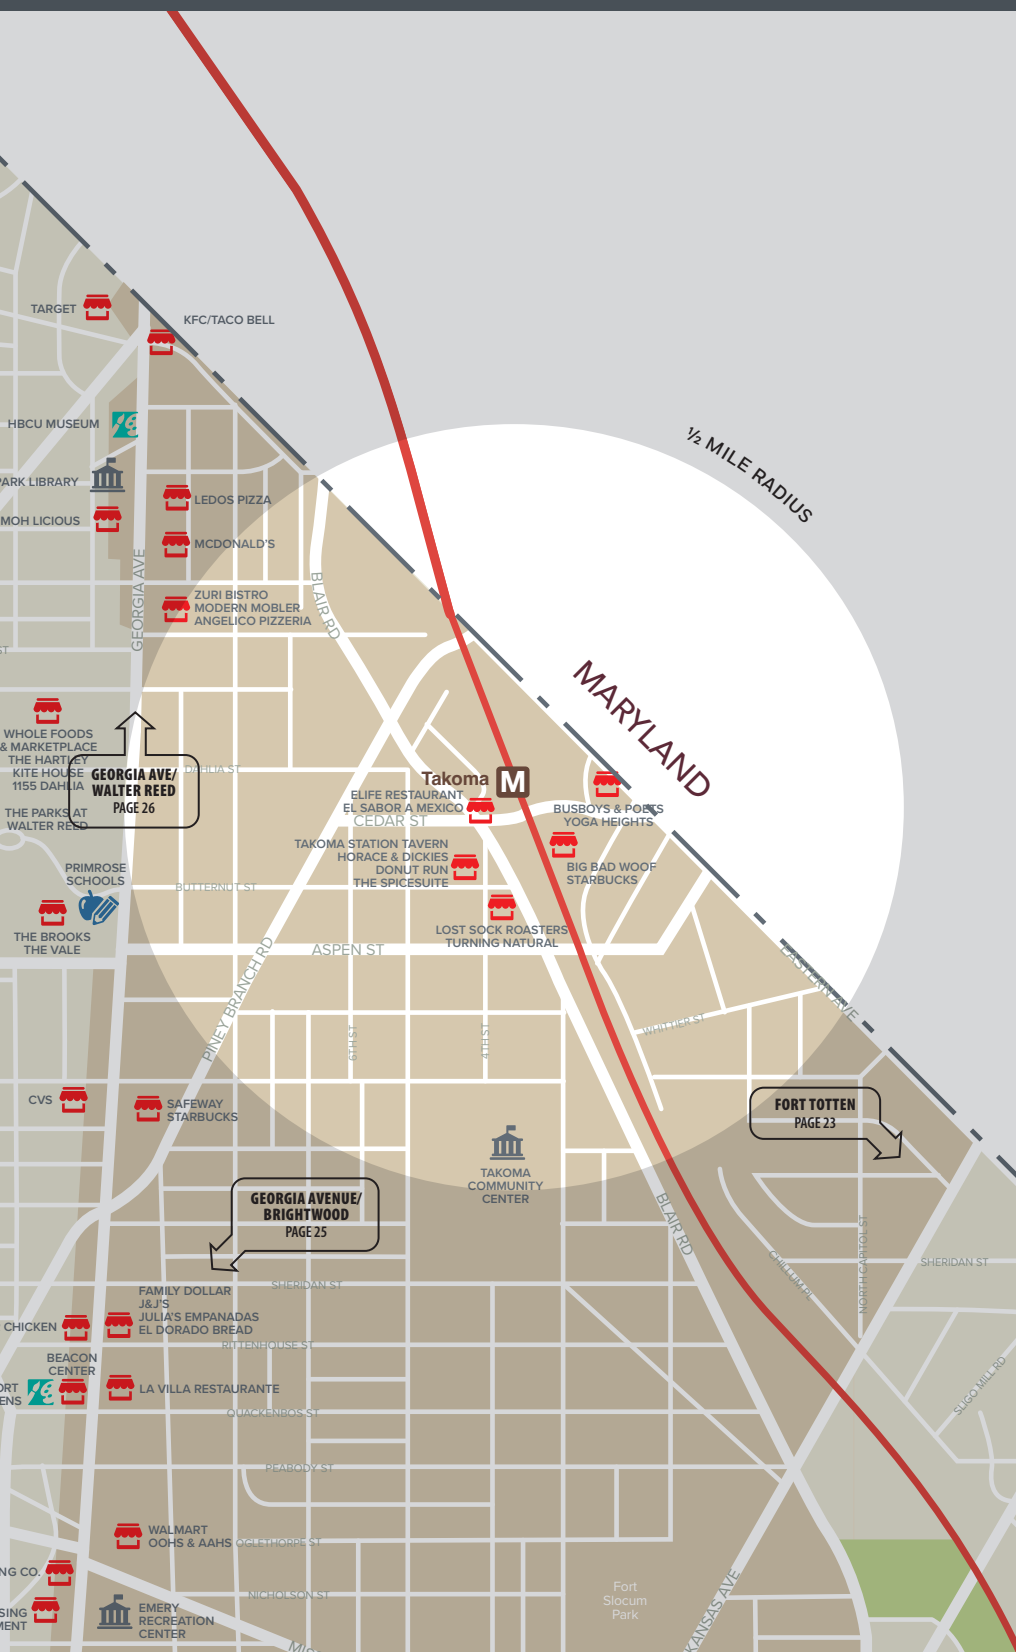 TARGET
KFC/TACO BELL
HBCU MUSEUM
PARK LIBRARY
LEDOS PIZZA
MOH LICIOUS
MCDONALD'S
½ MILE RADIUS
GEORGIA AVE
BLAIR RD
ZURI BISTRO
MODERN MOBLER
ANGELICO PIZZERIA
ST
MARYLAND
WHOLE FOODS
& MARKETPLACE
THE HARTLEY
KITE HOUSE
1155 DAHLIA
THE PARKS AT
WALTER REED
GEORGIA AVE/
WALTER REED
PAGE 26
DAHLIA ST
Takoma M
ELIFE RESTAURANT
EL SABOR A MEXICO
CEDAR ST
BUSBOYS & POETS
YOGA HEIGHTS
TAKOMA STATION TAVERN
HORACE & DICKIES
DONUT RUN
THE SPICESUITE
BIG BAD WOOF
STARBUCKS
PRIMROSE
SCHOOLS
BUTTERNUT ST
THE BROOKS
THE VALE
LOST SOCK ROASTERS
TURNING NATURAL
ASPEN ST
PINEY BRANCH RD
EASTERN AVE
6TH ST
4TH ST
WHITTIER ST
CVS
SAFEWAY
STARBUCKS
FORT TOTTEN
PAGE 23
TAKOMA
COMMUNITY
CENTER
GEORGIA AVENUE/
BRIGHTWOOD
PAGE 25
BLAIR RD
CHILLUM PL
NORTH CAPITOL ST
SHERIDAN ST
SHERIDAN ST
FAMILY DOLLAR
J&J'S
JULIA'S EMPANADAS
EL DORADO BREAD
CHICKEN
RITTENHOUSE ST
BEACON
CENTER
ORT
ENS
LA VILLA RESTAURANTE
SLIGO MILL RD
QUACKENBOS ST
PEABODY ST
WALMART
OOHS & AAHS
OGLETHORPE ST
NG CO.
NICHOLSON ST
SING
MENT
EMERY
RECREATION
CENTER
Fort
Slocum
Park
KANSAS AVE